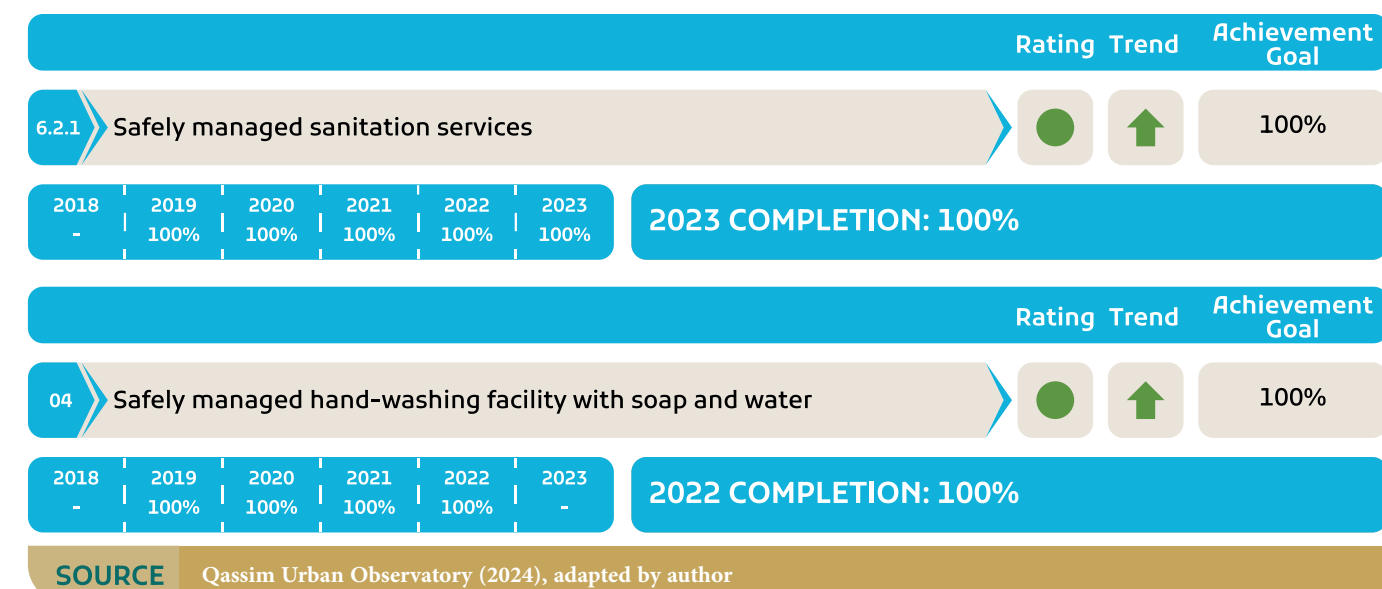 Rating Trend Achievement Goal
6.2.1 Safely managed sanitation services 100%
2018 2019 2020 2021 2022 2023
- 100% 100% 100% 100% 100%
2023 COMPLETION: 100%
Rating Trend Achievement Goal
04 Safely managed hand-washing facility with soap and water 100%
2018 2019 2020 2021 2022 2023
- 100% 100% 100% 100% -
2022 COMPLETION: 100%
SOURCE Qassim Urban Observatory (2024), adapted by author